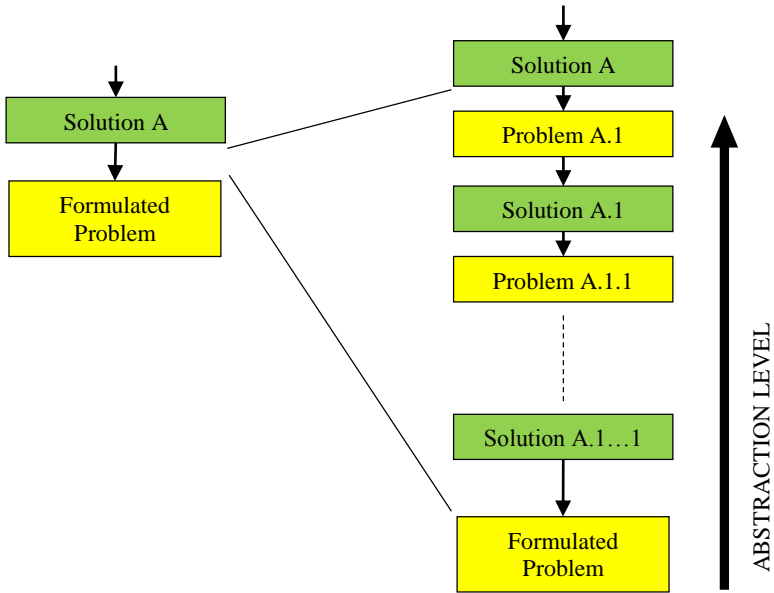 Solution A
Formulated
Problem
Solution A
Problem A.1
Solution A.1
Problem A.1.1
Solution A.1…1
Formulated
Problem
ABSTRACTION LEVEL